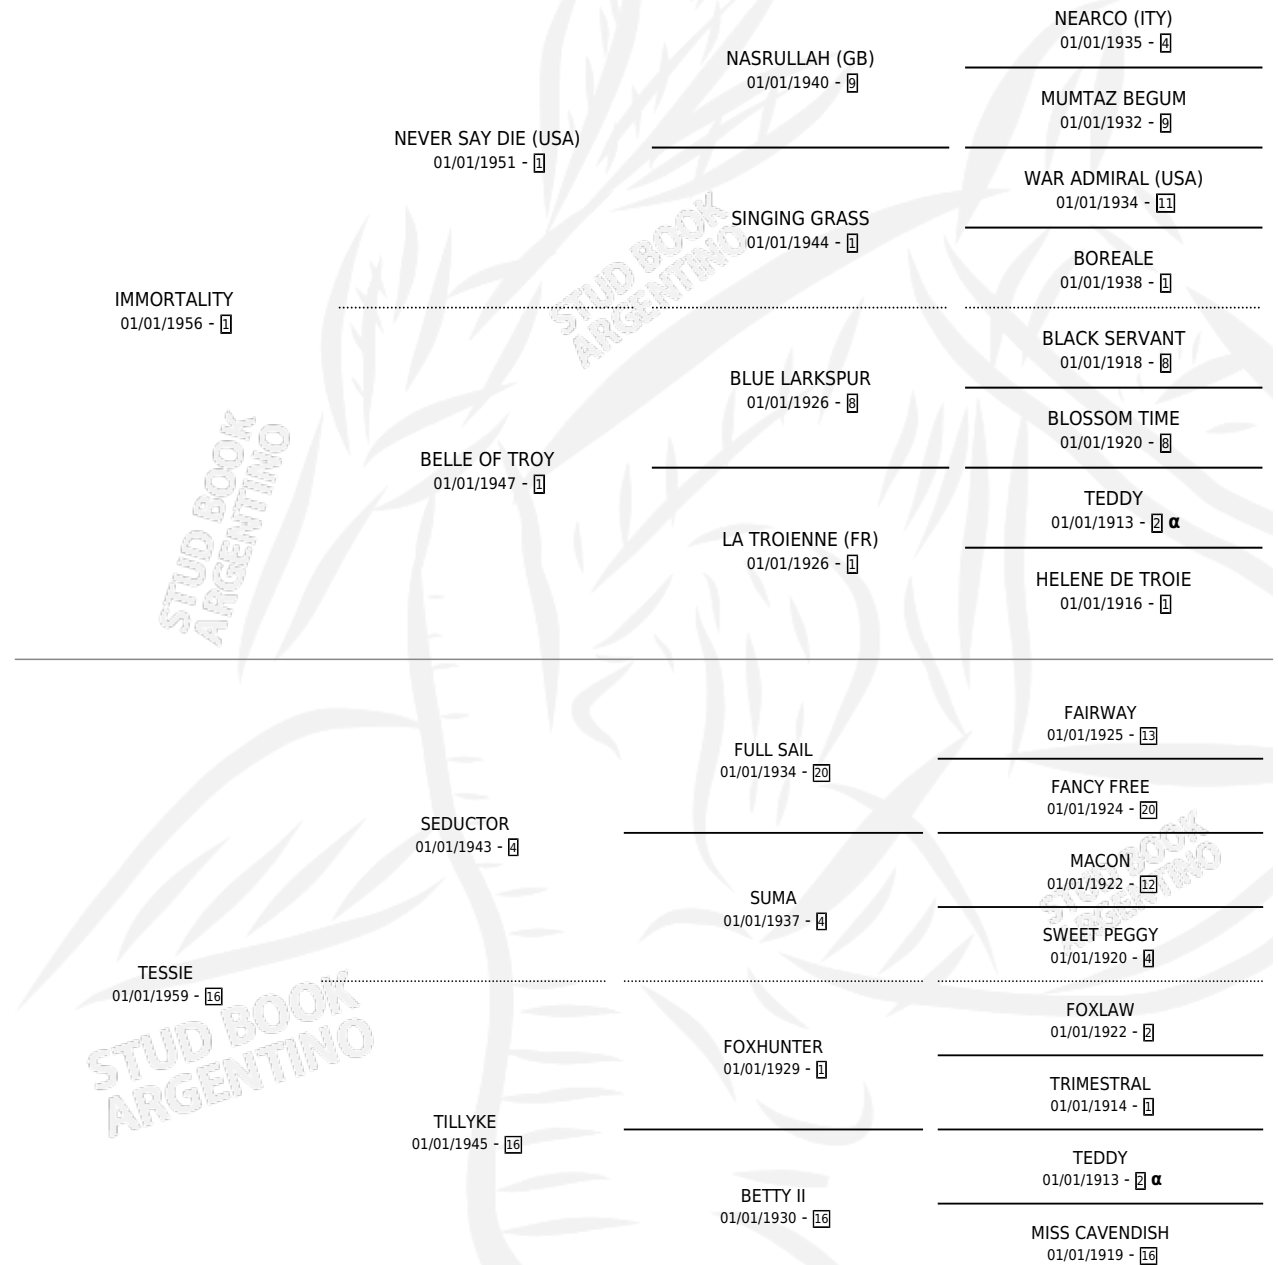 NEARCO (ITY)
01/01/1935 - 4
NASRULLAH (GB)
01/01/1940 - 9
MUMTAZ BEGUM
01/01/1932 - 9
NEVER SAY DIE (USA)
01/01/1951 - 1
WAR ADMIRAL (USA)
01/01/1934 - 11
SINGING GRASS
01/01/1944 - 1
BOREALE
01/01/1938 - 1
IMMORTALITY
01/01/1956 - 1
BLACK SERVANT
01/01/1918 - 8
BLUE LARKSPUR
01/01/1926 - 8
BLOSSOM TIME
01/01/1920 - 8
BELLE OF TROY
01/01/1947 - 1
TEDDY
01/01/1913 - 2 α
LA TROIENNE (FR)
01/01/1926 - 1
HELENE DE TROIE
01/01/1916 - 1
FAIRWAY
01/01/1925 - 13
FULL SAIL
01/01/1934 - 20
FANCY FREE
01/01/1924 - 20
SEDUCTOR
01/01/1943 - 4
MACON
01/01/1922 - 12
SUMA
01/01/1937 - 4
SWEET PEGGY
01/01/1920 - 4
TESSIE
01/01/1959 - 16
FOXLAW
01/01/1922 - 2
FOXHUNTER
01/01/1929 - 1
TRIMESTRAL
01/01/1914 - 1
TILLYKE
01/01/1945 - 16
TEDDY
01/01/1913 - 2 α
BETTY II
01/01/1930 - 16
MISS CAVENDISH
01/01/1919 - 16
STUD BOOK
ARGENTINO
STUD BOOK
ARGENTINO
STUD BOOK
ARGENTINO
STUD BOOK
ARGENTINO